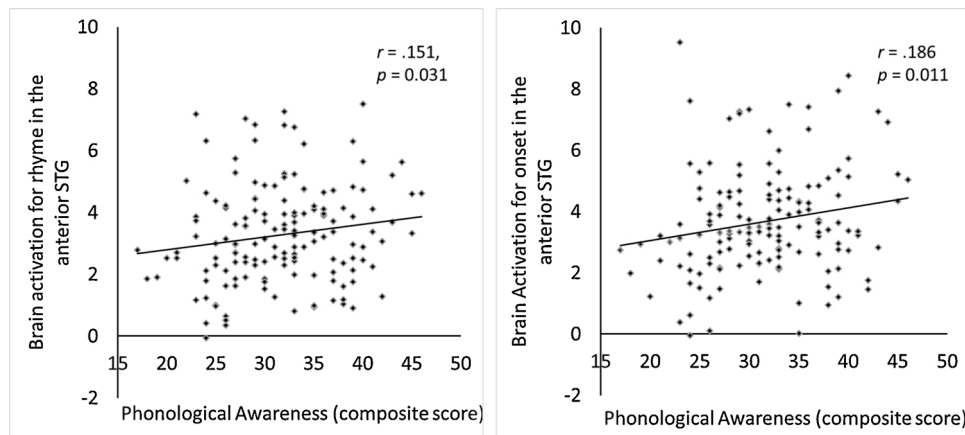 Brain activation for rhyme in the
anterior STG
10
8
6
4
2
0
-2
r = .151,
p = 0.031
15 20 25 30 35 40 45 50
Phonological Awareness (composite score)
Brain Activation for onset in the
anterior STG
10
8
6
4
2
0
-2
r = .186
p = 0.011
15 20 25 30 35 40 45 50
Phonological Awareness (composite score)